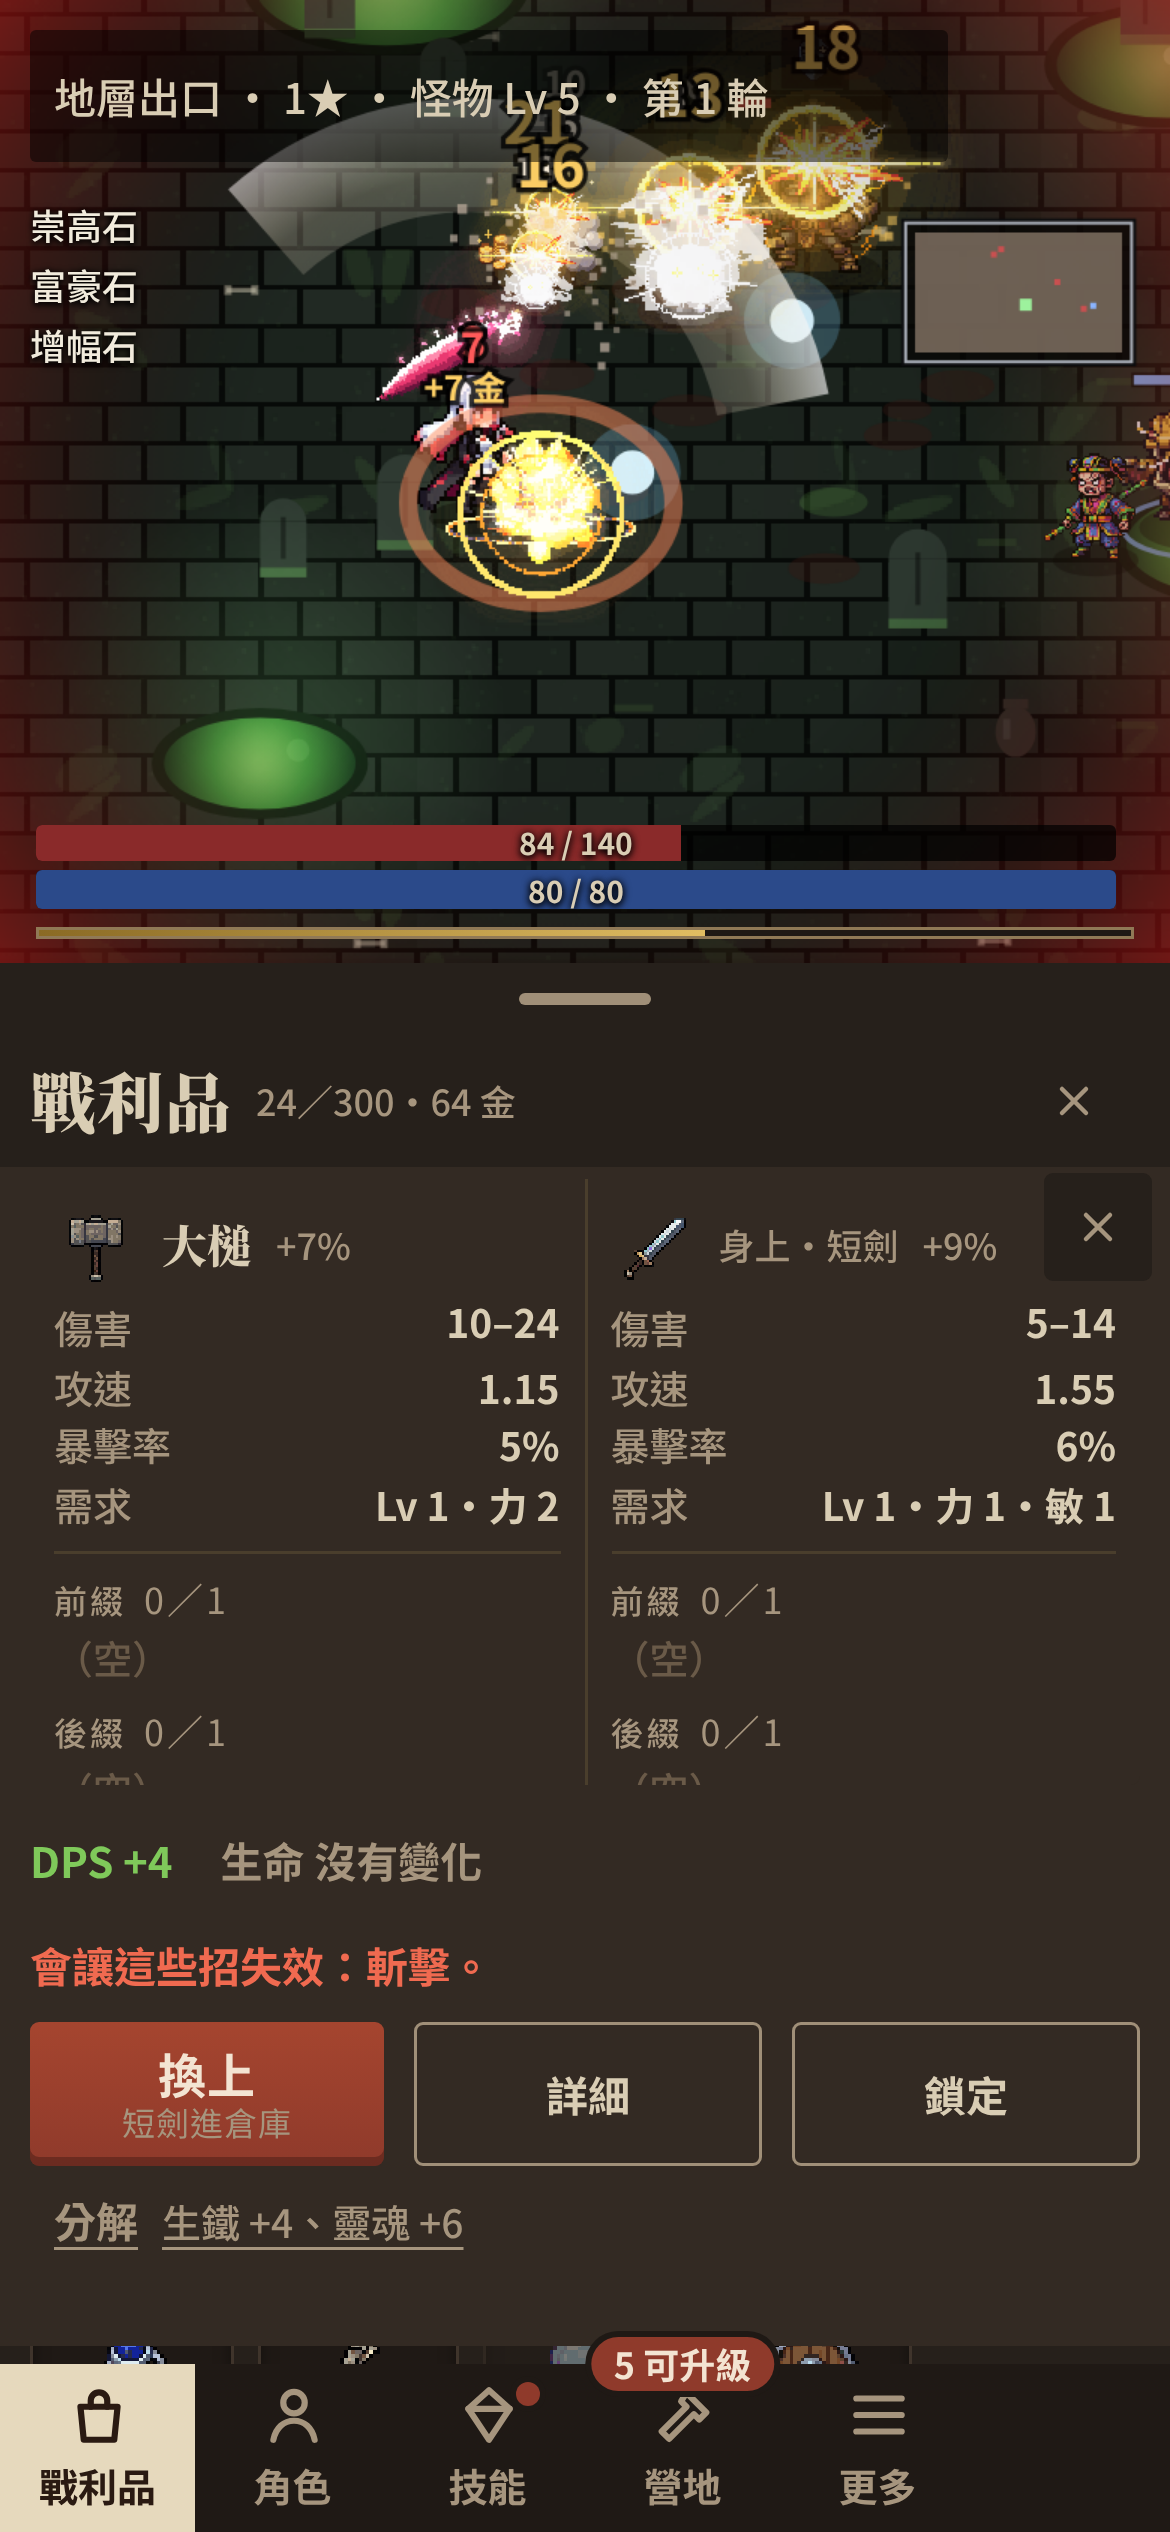 18
10
地層出口 • 1★ • 怪物 Lv 5 • 第 1 輪
13
21
16
崇高石
富豪石
增幅石
7
+7 金
84 / 140
80 / 80
戰利品 24／300・64 金
大槌 +7%
傷害 10–24
攻速 1.15
暴擊率 5%
需求 Lv 1・力 2
前綴 0／1
（空）
後綴 0／1
身上・短劍 +9%
傷害 5–14
攻速 1.55
暴擊率 6%
需求 Lv 1・力 1・敏 1
前綴 0／1
（空）
後綴 0／1
DPS +4 生命 沒有變化
會讓這些招失效：斬擊。
換上
短劍進倉庫
詳細
鎖定
分解 生鐵 +4、靈魂 +6
5 可升級
戰利品
角色
技能
營地
更多